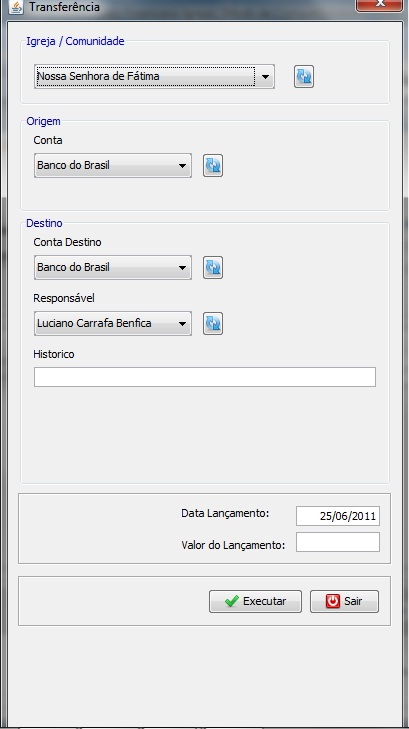 Transferência
Igreja / Comunidade
Nossa Senhora de Fátima
Origem
Conta
Banco do Brasil
Destino
Conta Destino
Banco do Brasil
Responsável
Luciano Carrafa Benfica
Historico
Data Lançamento:
25/06/2011
Valor do Lançamento:
Executar
Sair